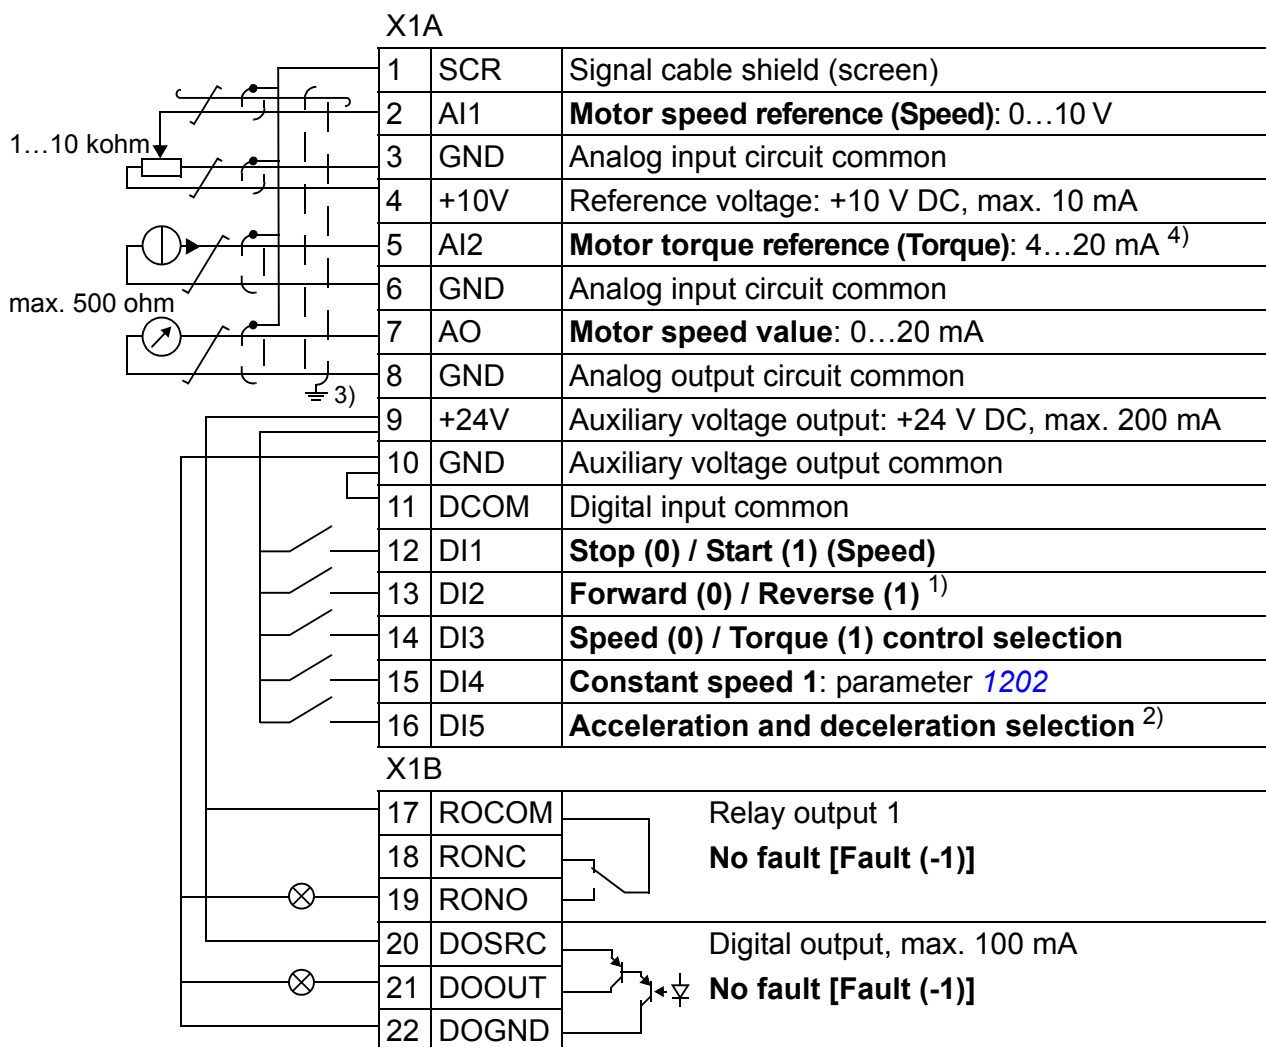 X1A
1 SCR Signal cable shield (screen)
2 AI1 Motor speed reference (Speed): 0…10 V
1…10 kohm
3 GND Analog input circuit common
4 +10V Reference voltage: +10 V DC, max. 10 mA
5 AI2 Motor torque reference (Torque): 4…20 mA 4)
6 GND Analog input circuit common
max. 500 ohm
7 AO Motor speed value: 0…20 mA
8 GND Analog output circuit common
3)
9 +24V Auxiliary voltage output: +24 V DC, max. 200 mA
10 GND Auxiliary voltage output common
11 DCOM Digital input common
12 DI1 Stop (0) / Start (1) (Speed)
13 DI2 Forward (0) / Reverse (1) 1)
14 DI3 Speed (0) / Torque (1) control selection
15 DI4 Constant speed 1: parameter 1202
16 DI5 Acceleration and deceleration selection 2)
X1B
17 ROCOM Relay output 1
18 RONC No fault [Fault (-1)]
19 RONO
20 DOSRC Digital output, max. 100 mA
21 DOOUT No fault [Fault (-1)]
22 DOGND